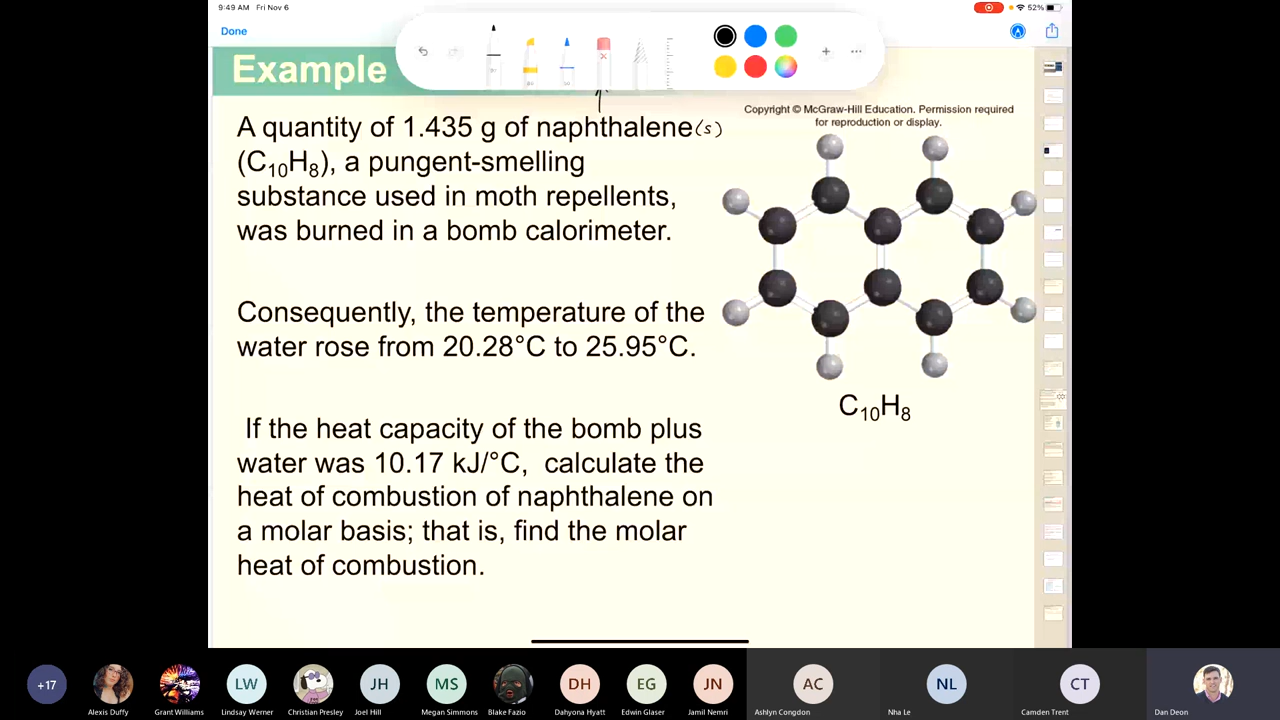 9:49 AM Fri Nov 6
52%
Done
Example
Copyright © McGraw-Hill Education. Permission required
for reproduction or display.
A quantity of 1.435 g of naphthalene(s)
(C₁₀H₈), a pungent-smelling
substance used in moth repellents,
was burned in a bomb calorimeter.
Consequently, the temperature of the
water rose from 20.28°C to 25.95°C.
C₁₀H₈
If the heat capacity of the bomb plus
water was 10.17 kJ/°C, calculate the
heat of combustion of naphthalene on
a molar basis; that is, find the molar
heat of combustion.
+17
LW
JH
MS
DH
EG
JN
AC
NL
CT
Alexis Duffy
Grant Williams
Lindsay Werner
Christian Presley
Joel Hill
Megan Simmons
Blake Fazio
Dahyona Hyatt
Edwin Glaser
Jamil Nemri
Ashlyn Congdon
Nha Le
Camden Trent
Dan Deon